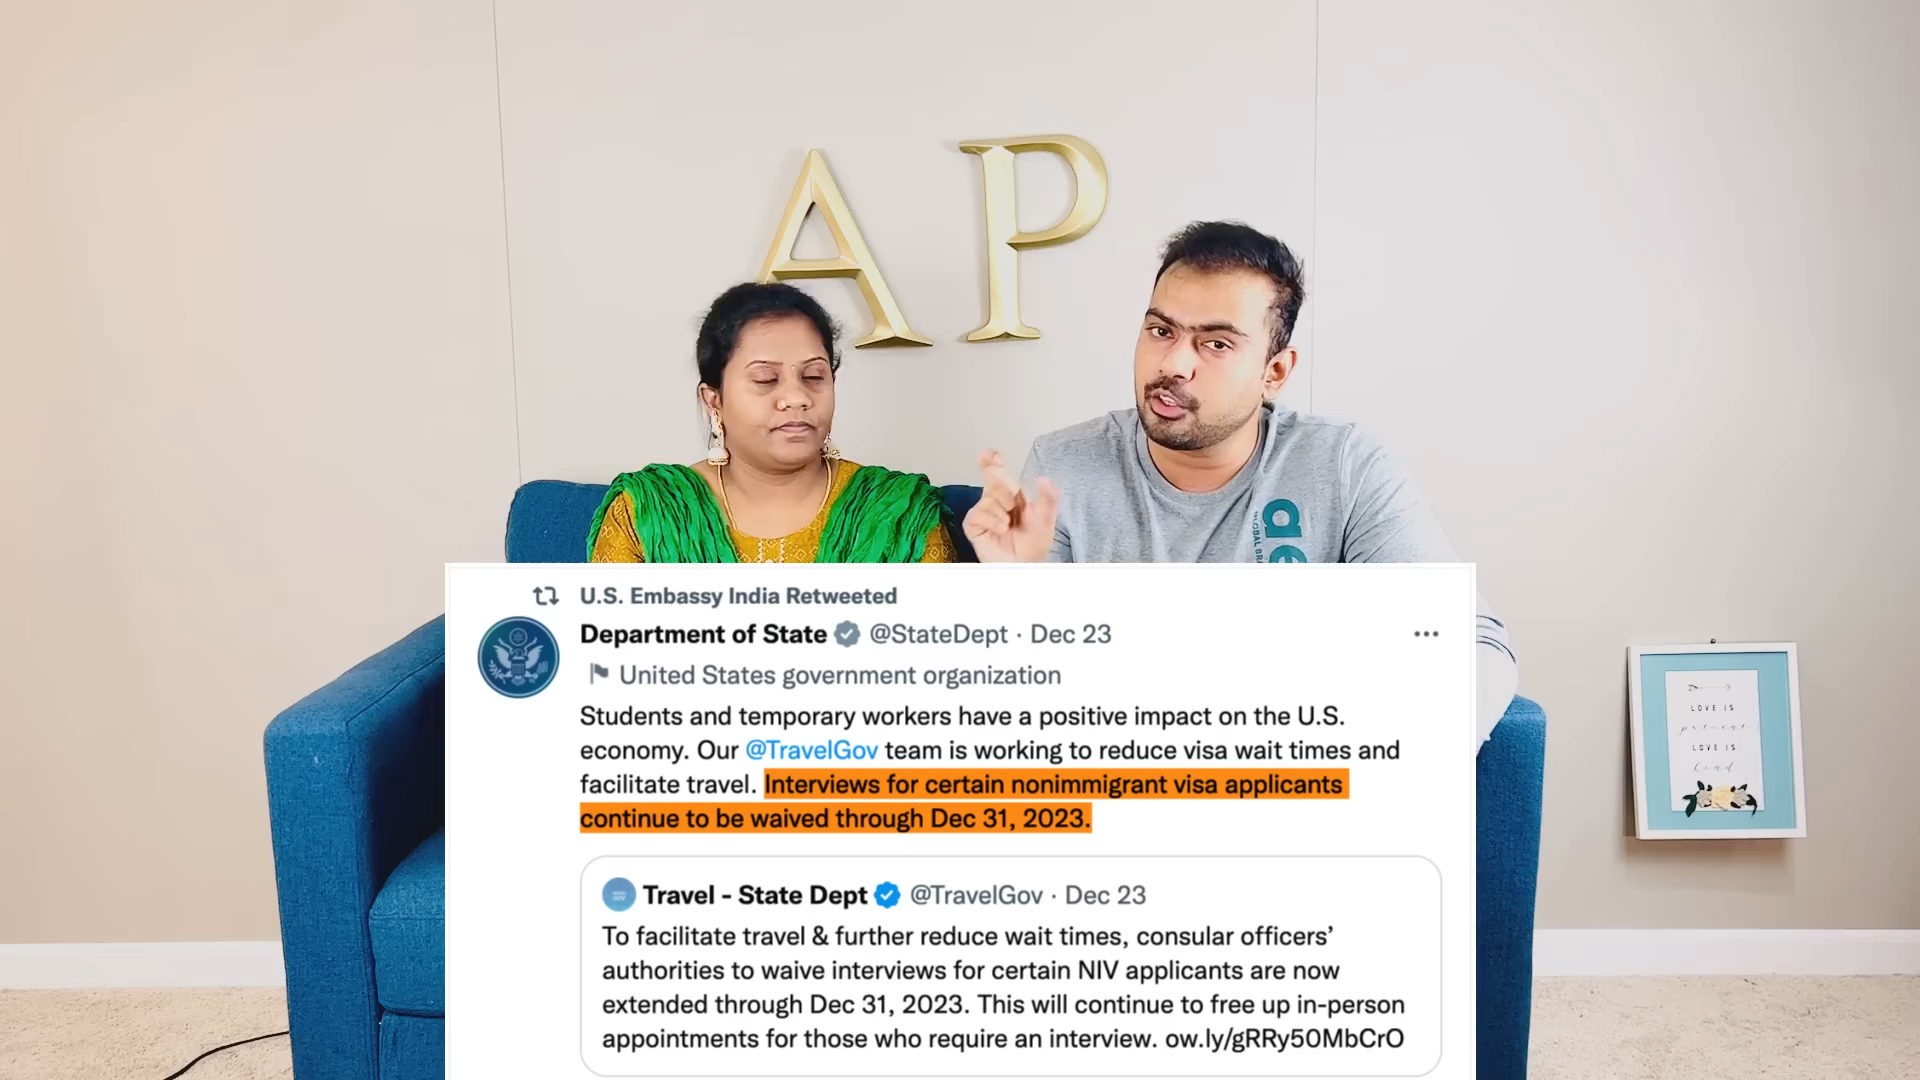 A P
U.S. Embassy India Retweeted
Department of State @StateDept · Dec 23
United States government organization
Students and temporary workers have a positive impact on the U.S.
economy. Our @TravelGov team is working to reduce visa wait times and
facilitate travel. Interviews for certain nonimmigrant visa applicants
continue to be waived through Dec 31, 2023.
Travel - State Dept @TravelGov · Dec 23
To facilitate travel & further reduce wait times, consular officers’
authorities to waive interviews for certain NIV applicants are now
extended through Dec 31, 2023. This will continue to free up in-person
appointments for those who require an interview. ow.ly/gRRy50MbCrO
ae
LOVE IS
LOVE IS
kind